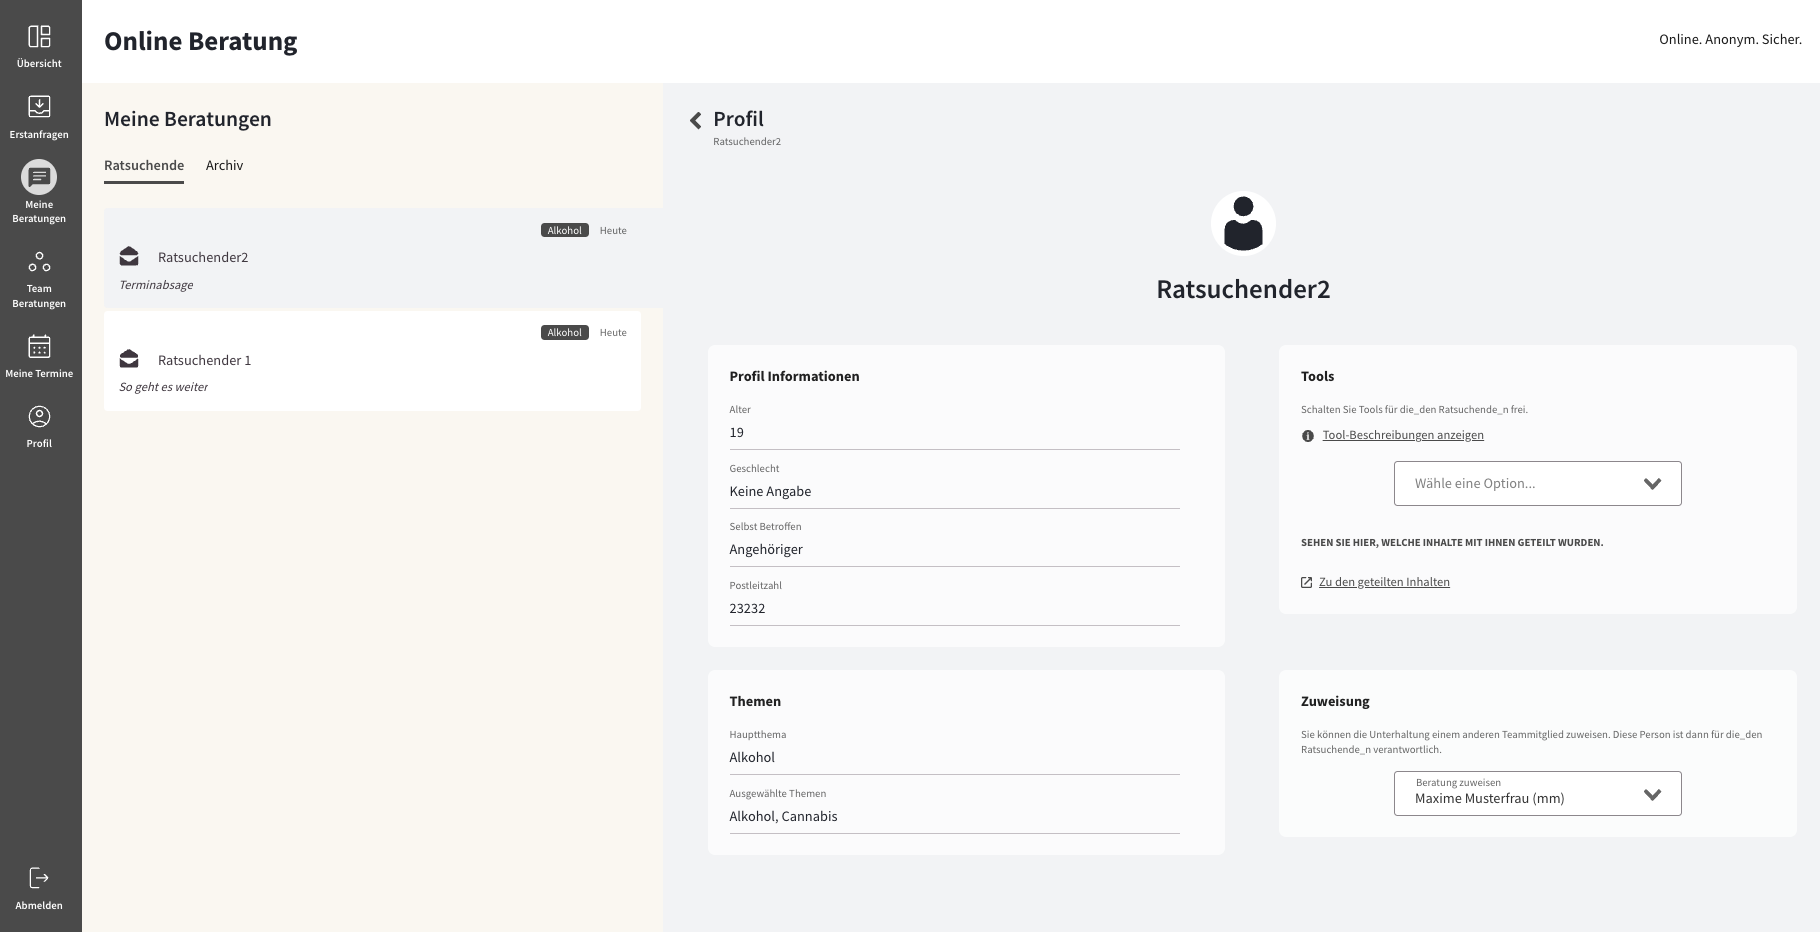 Online Beratung
Online. Anonym. Sicher.
Übersicht
Erstanfragen
Meine
Beratungen
Team
Beratungen
Meine Termine
Profil
Abmelden
Meine Beratungen
Ratsuchende
Archiv
Alkohol Heute
Ratsuchender2
Terminabsage
Alkohol Heute
Ratsuchender 1
So geht es weiter
Profil
Ratsuchender2
Ratsuchender2
Profil Informationen
Alter
19
Geschlecht
Keine Angabe
Selbst Betroffen
Angehöriger
Postleitzahl
23232
Tools
Schalten Sie Tools für die_den Ratsuchende_n frei.
Tool-Beschreibungen anzeigen
Wähle eine Option...
SEHEN SIE HIER, WELCHE INHALTE MIT IHNEN GETEILT WURDEN.
Zu den geteilten Inhalten
Themen
Hauptthema
Alkohol
Ausgewählte Themen
Alkohol, Cannabis
Zuweisung
Sie können die Unterhaltung einem anderen Teammitglied zuweisen. Diese Person ist dann für die_den
Ratsuchende_n verantwortlich.
Beratung zuweisen
Maxime Musterfrau (mm)